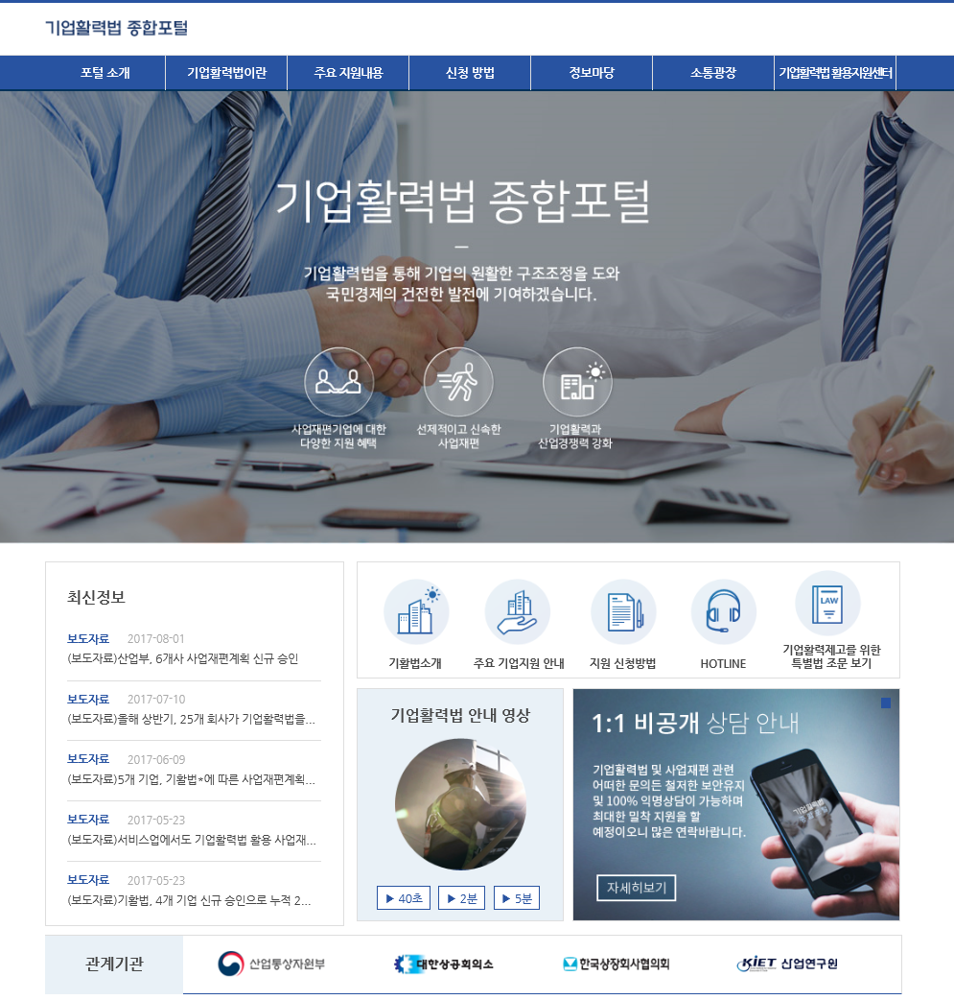 기업활력법 종합포털
포털 소개
기업활력법이란
주요 지원내용
신청 방법
정보마당
소통광장
기업활력법 활용지원센터
기업활력법 종합포털
기업활력법을 통해 기업의 원활한 구조조정을 도와
국민경제의 건전한 발전에 기여하겠습니다.
사업재편기업에 대한
다양한 지원 혜택
선제적이고 신속한
사업재편
기업활력과
산업경쟁력 강화
최신정보
보도자료 2017-08-01
(보도자료)산업부, 6개사 사업재편계획 신규 승인
보도자료 2017-07-10
(보도자료)올해 상반기, 25개 회사가 기업활력법을...
보도자료 2017-06-09
(보도자료)5개 기업, 기활법*에 따른 사업재편계획...
보도자료 2017-05-23
(보도자료)서비스업에서도 기업활력법 활용 사업재...
보도자료 2017-05-23
(보도자료)기활법, 4개 기업 신규 승인으로 누적 2...
기활법소개
주요 기업지원 안내
지원 신청방법
HOTLINE
LAW
기업활력제고를 위한
특별법 조문 보기
기업활력법 안내 영상
▶ 40초
▶ 2분
▶ 5분
1:1 비공개 상담 안내
기업활력법 및 사업재편 관련
어떠한 문의든 철저한 보안유지
및 100% 익명상담이 가능하며
최대한 밀착 지원을 할
예정이오니 많은 연락바랍니다.
기업활력법
자세히보기
관계기관
산업통상자원부
대한상공회의소
한국상장회사협의회
KIET 산업연구원